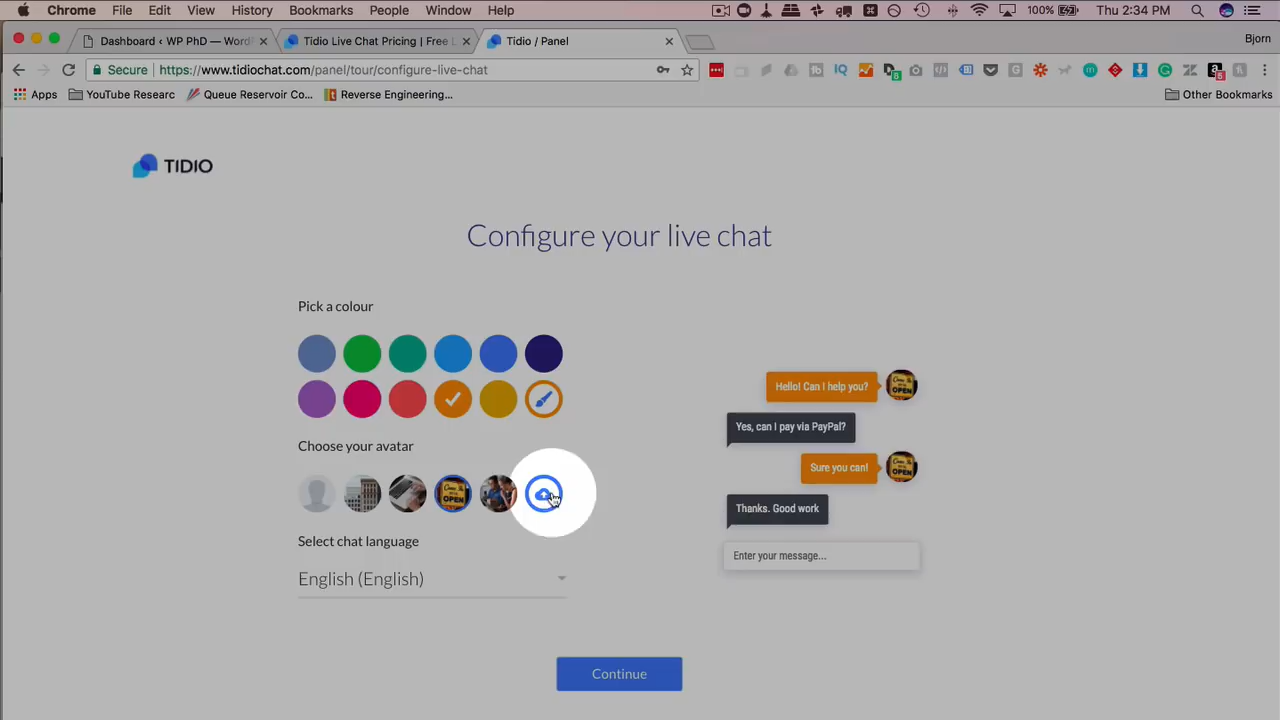 Chrome File Edit View History Bookmarks People Window Help 100% Thu 2:34 PM
Dashboard ‹ WP PhD — Word
Tidio Live Chat Pricing | Free L
Tidio / Panel
Bjorn
Secure https://www.tidiochat.com/panel/tour/configure-live-chat
Apps YouTube Researc Queue Reservoir Co... Reverse Engineering... Other Bookmarks
TIDIO
Configure your live chat
Pick a colour
Choose your avatar
Select chat language
English (English)
Hello! Can I help you?
Yes, can I pay via PayPal?
Sure you can!
Thanks. Good work
Enter your message...
Continue